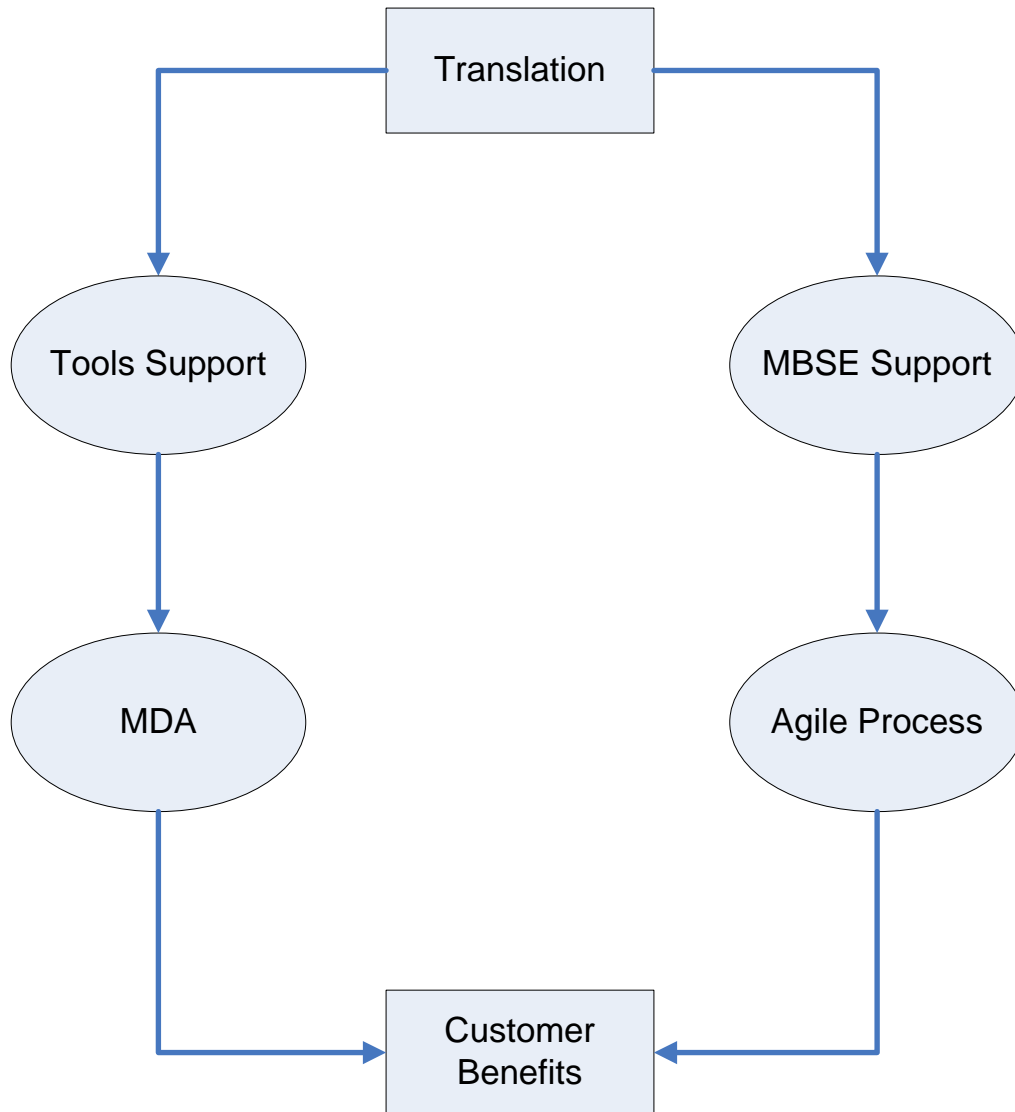 Translation
Tools Support
MBSE Support
MDA
Agile Process
Customer
Benefits